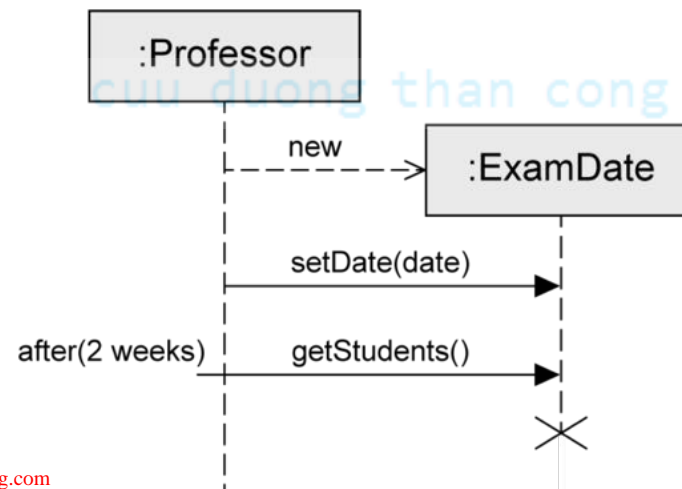 :Professor
cuu duong than cong
new
:ExamDate
setDate(date)
after(2 weeks)
getStudents()
g.com